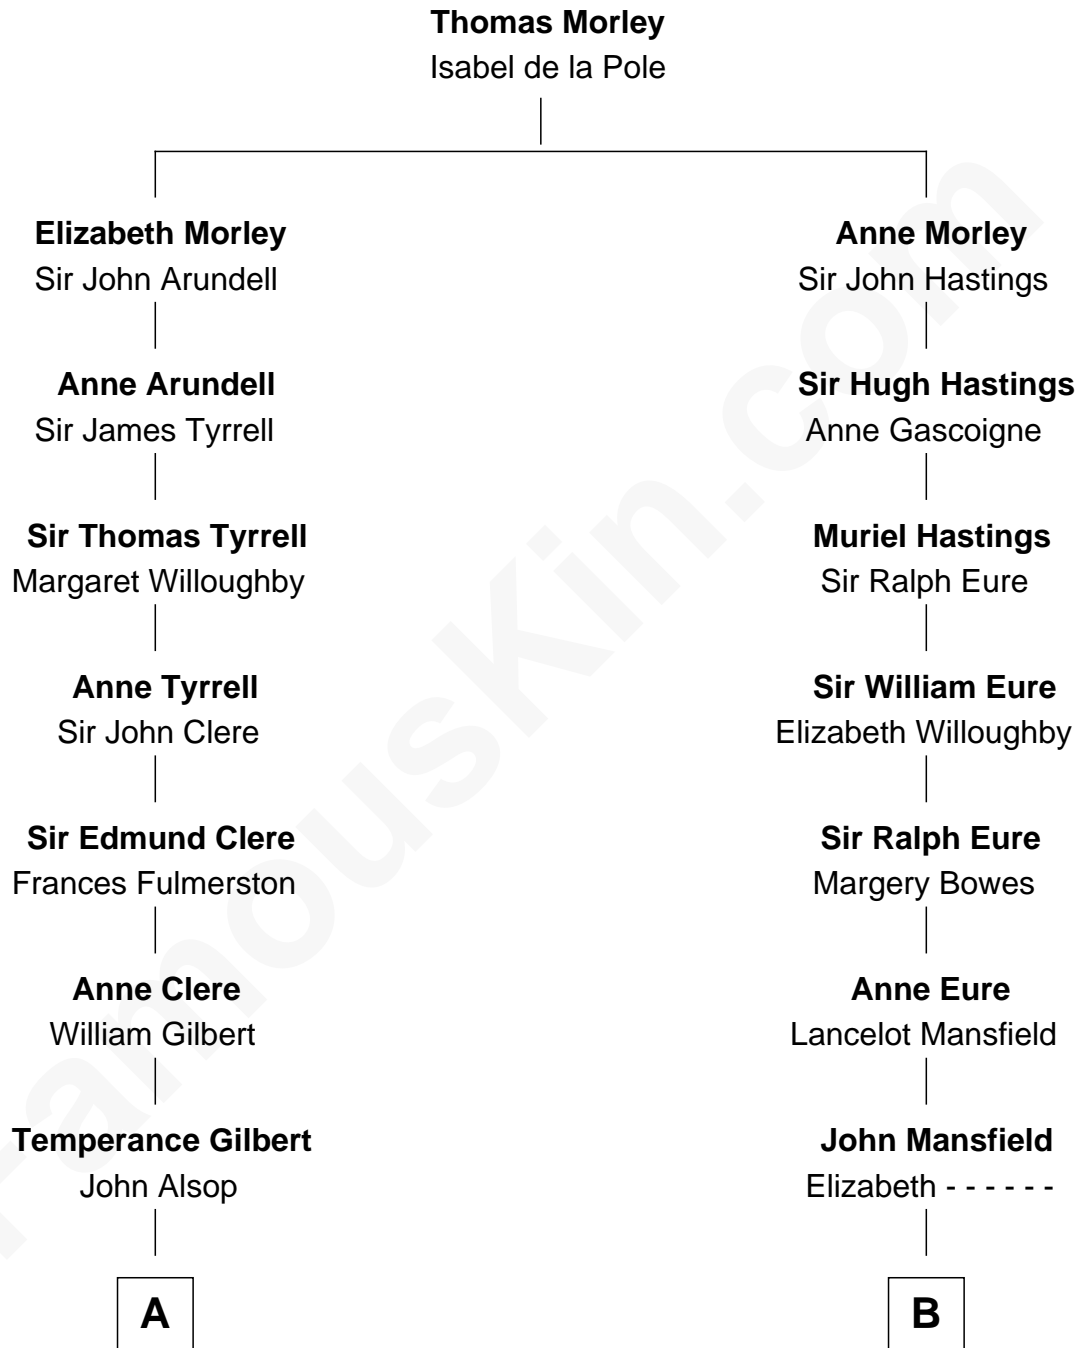 Thomas Morley
Isabel de la Pole
Elizabeth Morley
Sir John Arundell
Anne Arundell
Sir James Tyrrell
Sir Thomas Tyrrell
Margaret Willoughby
Anne Tyrrell
Sir John Clere
Sir Edmund Clere
Frances Fulmerston
Anne Clere
William Gilbert
Temperance Gilbert
John Alsop
A
Anne Morley
Sir John Hastings
Sir Hugh Hastings
Anne Gascoigne
Muriel Hastings
Sir Ralph Eure
Sir William Eure
Elizabeth Willoughby
Sir Ralph Eure
Margery Bowes
Anne Eure
Lancelot Mansfield
John Mansfield
Elizabeth - - - - - -
B
FamousKin.com